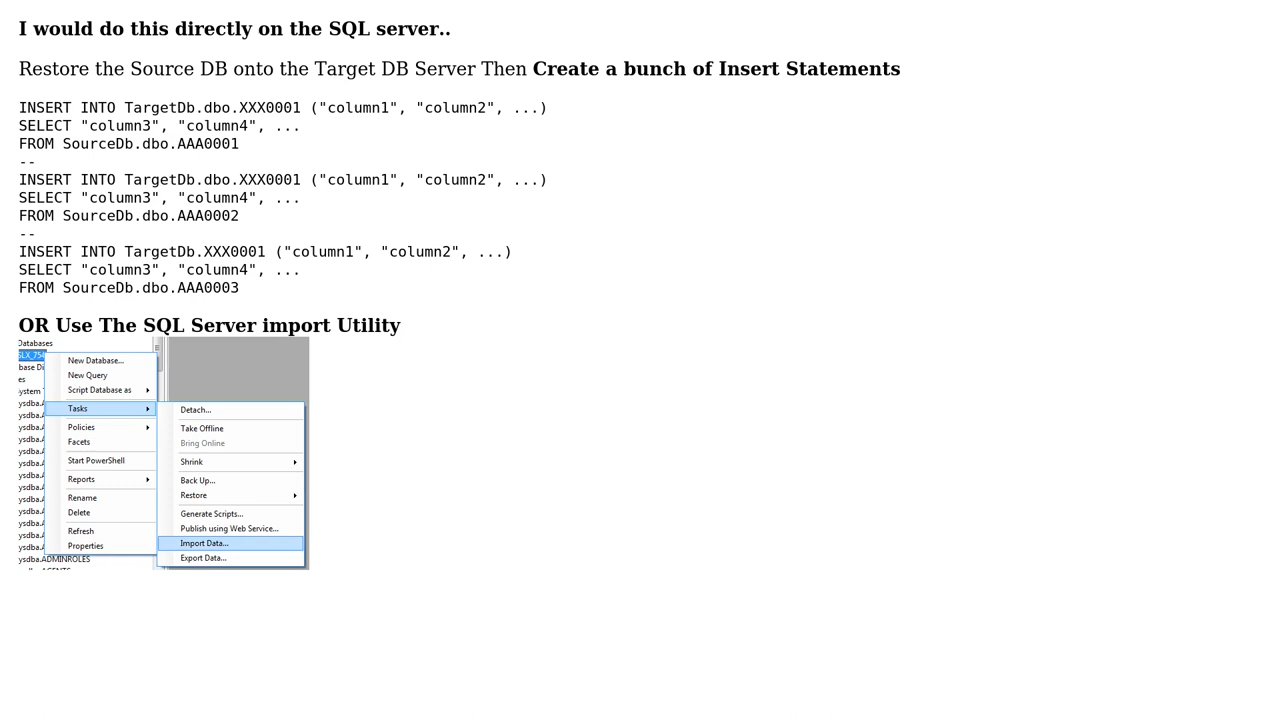 I would do this directly on the SQL server..
Restore the Source DB onto the Target DB Server Then Create a bunch of Insert Statements
INSERT INTO TargetDb.dbo.XXX0001 ("column1", "column2", ...)
SELECT "column3", "column4", ...
FROM SourceDb.dbo.AAA0001
--
INSERT INTO TargetDb.dbo.XXX0001 ("column1", "column2", ...)
SELECT "column3", "column4", ...
FROM SourceDb.dbo.AAA0002
--
INSERT INTO TargetDb.XXX0001 ("column1", "column2", ...)
SELECT "column3", "column4", ...
FROM SourceDb.dbo.AAA0003
OR Use The SQL Server import Utility
Databases
New Database...
New Query
Script Database as
Tasks
Policies
Facets
Start PowerShell
Reports
Rename
Delete
Refresh
Properties
Detach...
Take Offline
Bring Online
Shrink
Back Up...
Restore
Generate Scripts...
Publish using Web Service...
Import Data...
Export Data...
ysdba.ADMINROLES